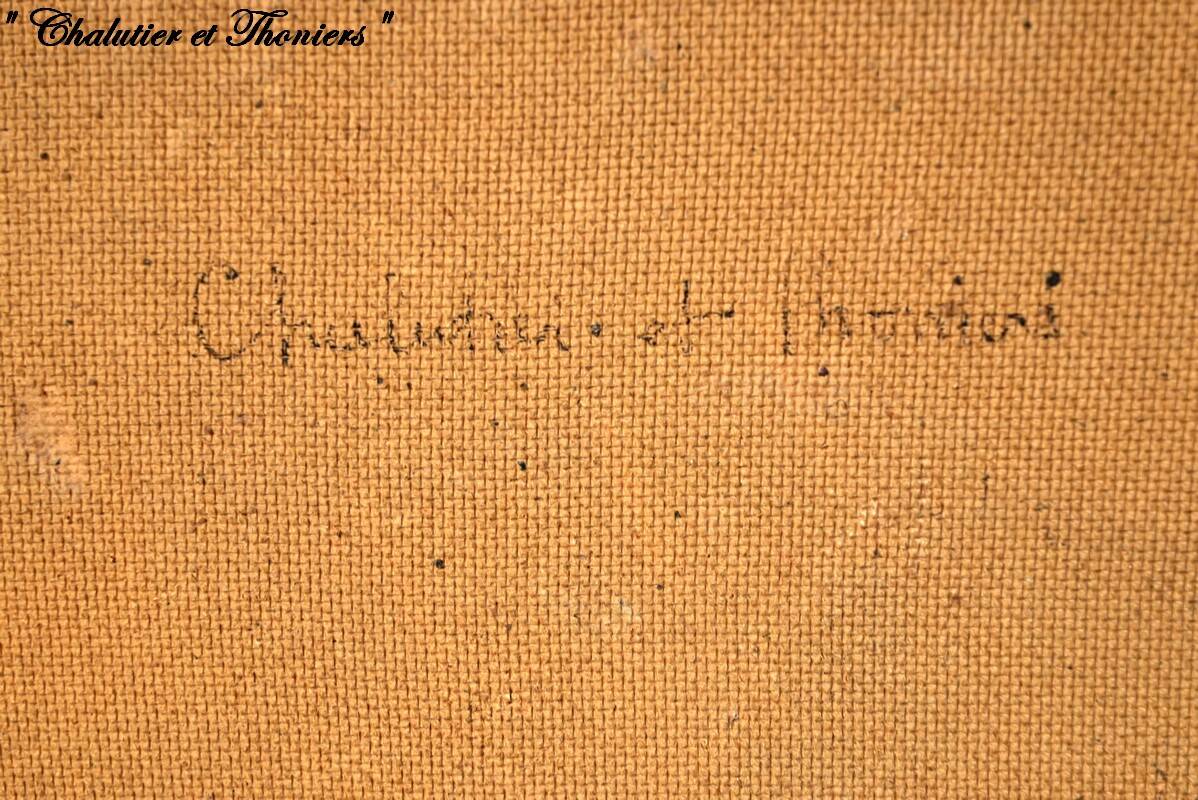 " Chalutier et Thoniers "
Chalutier et Thoniers